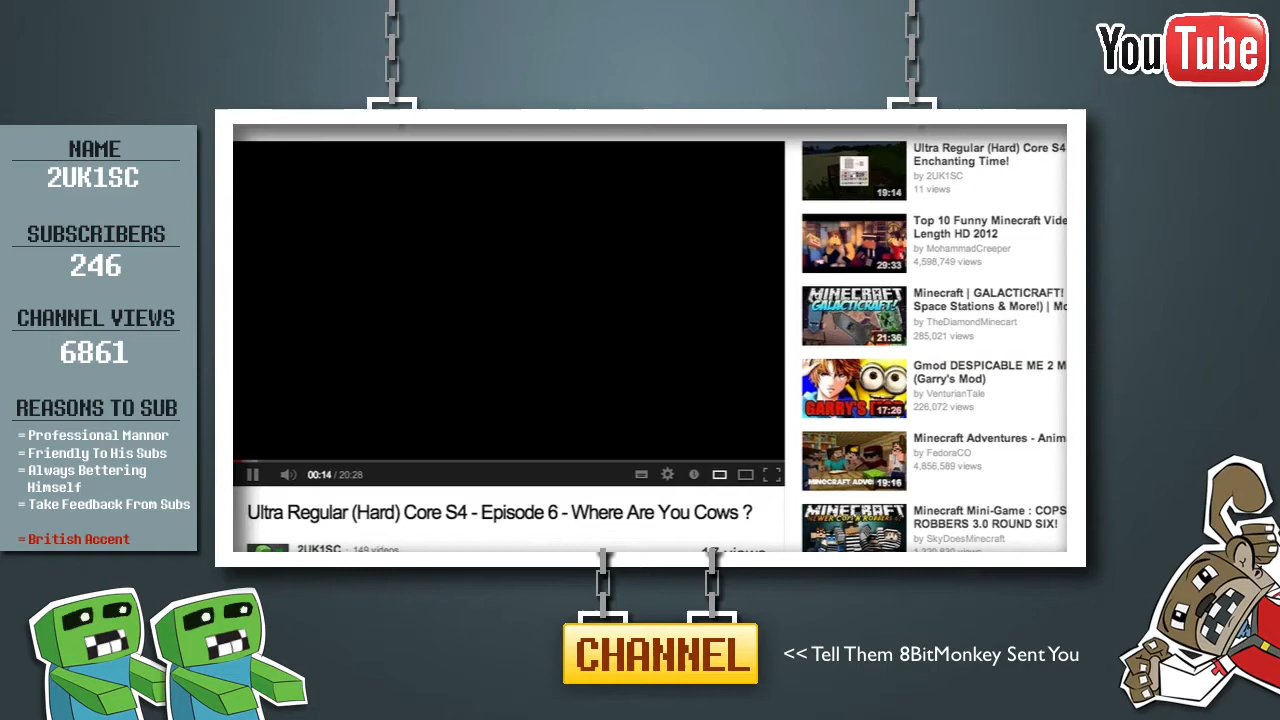 YouTube
NAME
2UK1SC
SUBSCRIBERS
246
CHANNEL VIEWS
6861
REASONS TO SUB
= Professional Mannor
= Friendly To His Subs
= Always Bettering
Himself
= Take Feedback From Subs
= British Accent
00:14 / 20:28
Ultra Regular (Hard) Core S4 - Episode 6 - Where Are You Cows ?
2UK1SC · 149 videos
views
Ultra Regular (Hard) Core S4
Enchanting Time!
by 2UK1SC
11 views
19:14
Top 10 Funny Minecraft Vide
Length HD 2012
by MohammadCreeper
4,598,749 views
29:33
MINECRAFT
GALACTICRAFT!
21:36
Minecraft | GALACTICRAFT!
Space Stations & More!) | Mo
by TheDiamondMinecart
285,021 views
GARRY'S
17:26
Gmod DESPICABLE ME 2 M
(Garry's Mod)
by VenturianTale
226,072 views
MINECRAFT ADVE
19:16
Minecraft Adventures - Anim
by FedoraCO
4,856,589 views
MINECRAFT
Minecraft Mini-Game : COPS
ROBBERS 3.0 ROUND SIX!
by SkyDoesMinecraft
CHANNEL
<< Tell Them 8BitMonkey Sent You